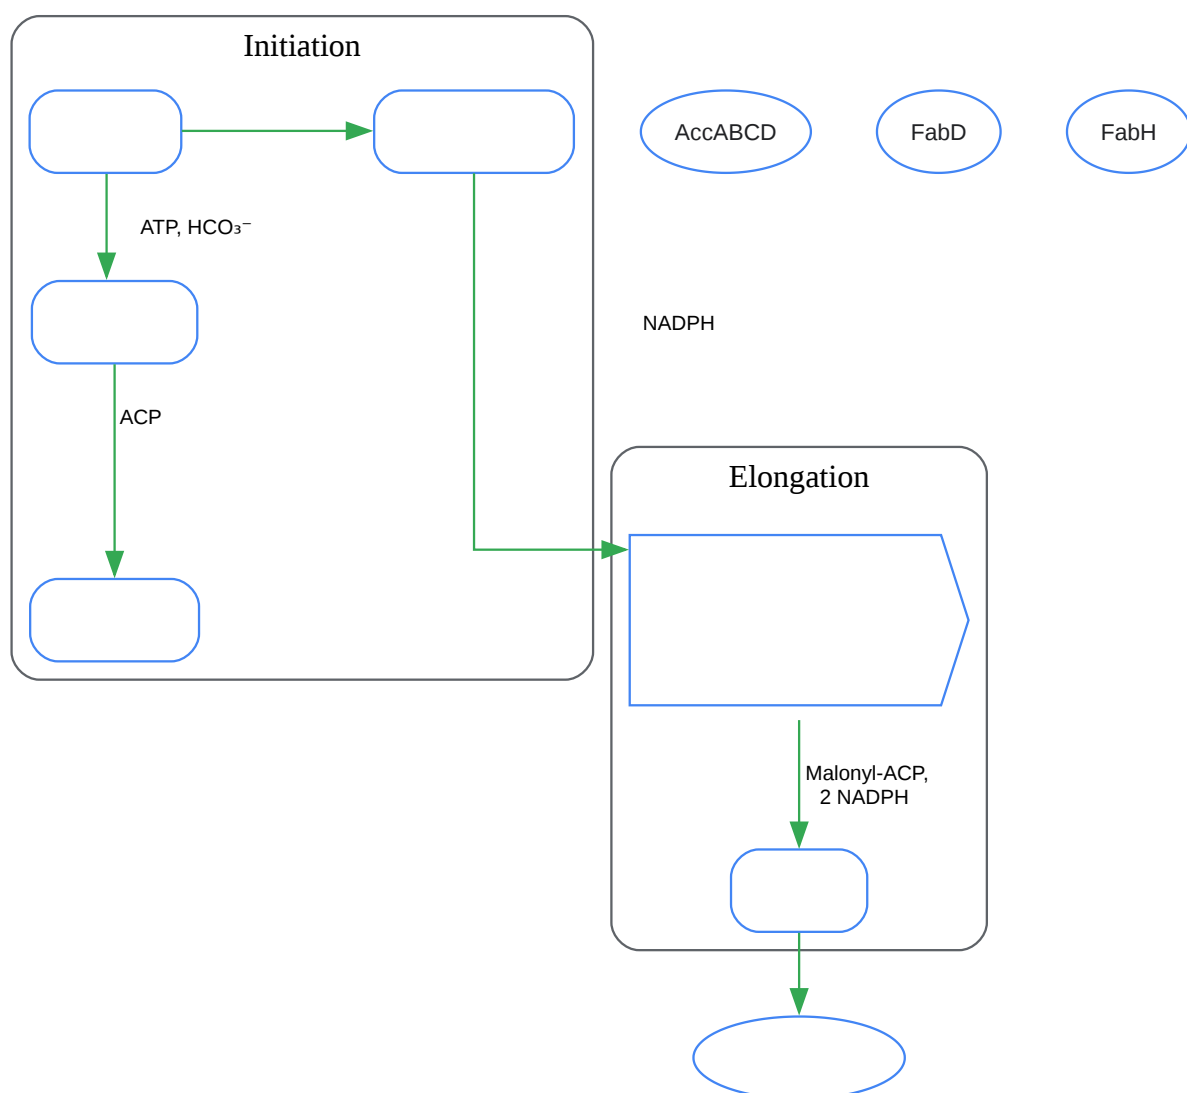 Initiation
AccABCD
FabD
FabH
ATP, HCO₃⁻
NADPH
ACP
Elongation
Malonyl-ACP,
2 NADPH